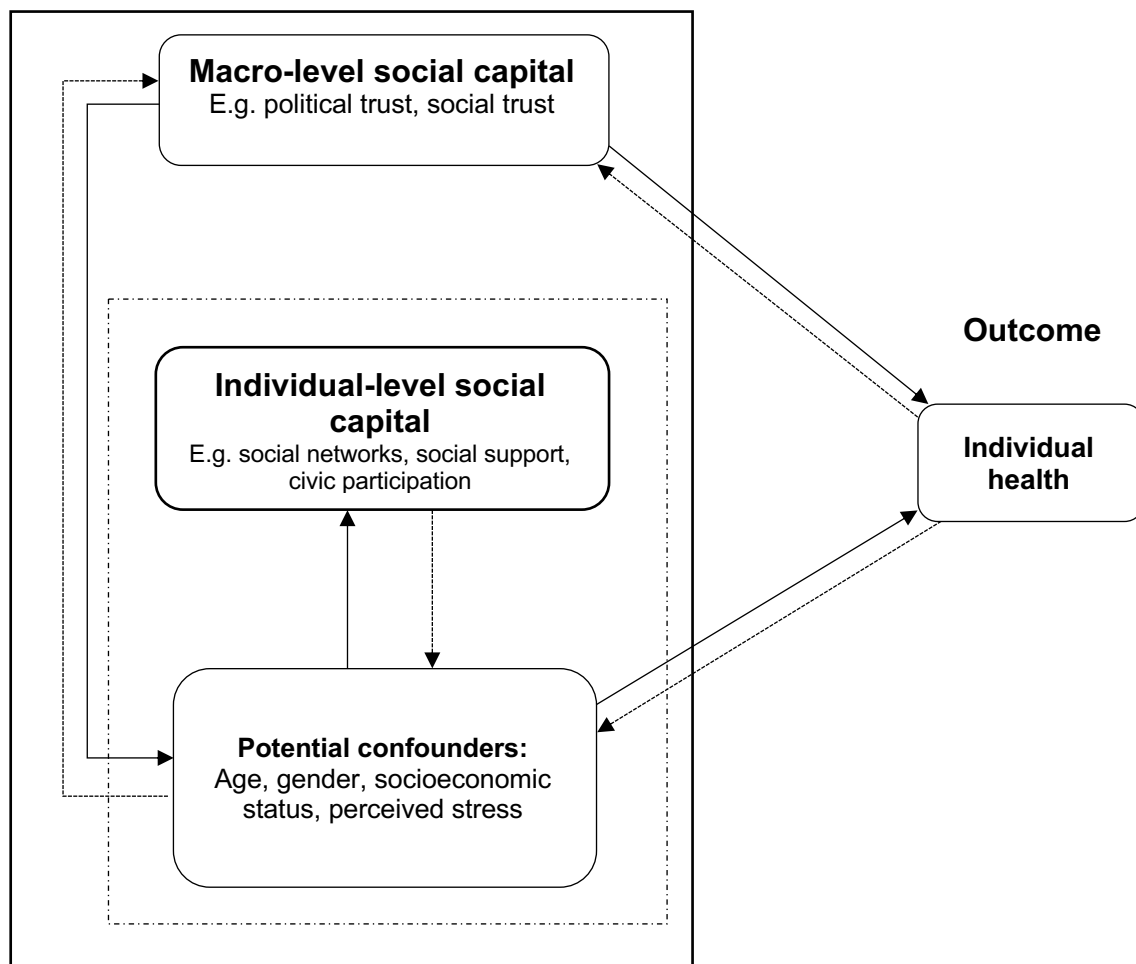 Macro-level social capital
E.g. political trust, social trust
Outcome
Individual-level social
capital
E.g. social networks, social support,
civic participation
Individual
health
Potential confounders:
Age, gender, socioeconomic
status, perceived stress